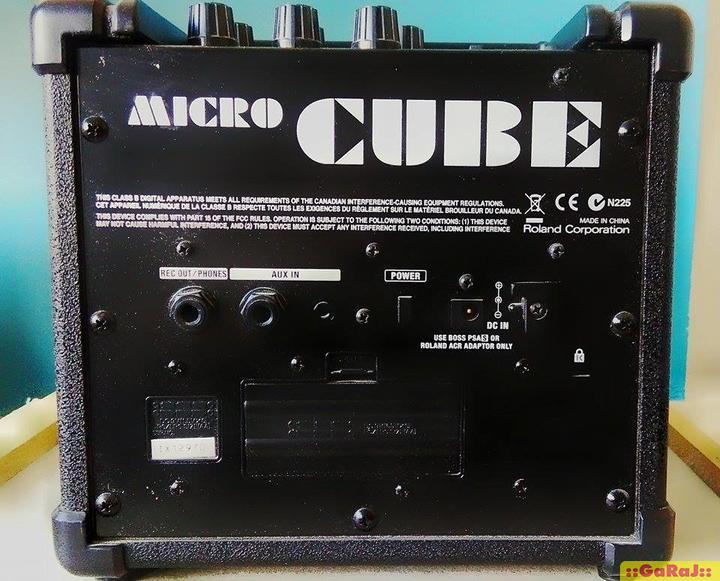 MICRO CUBE
THIS CLASS B DIGITAL APPARATUS MEETS ALL REQUIREMENTS OF THE CANADIAN INTERFERENCE-CAUSING EQUIPMENT REGULATIONS.
CET APPAREIL NUMÉRIQUE DE LA CLASSE B RESPECTE TOUTES LES EXIGENCES DU RÈGLEMENT SUR LE MATÉRIEL BROUILLEUR DU CANADA.
THIS DEVICE COMPLIES WITH PART 15 OF THE FCC RULES. OPERATION IS SUBJECT TO THE FOLLOWING TWO CONDITIONS: (1) THIS DEVICE
MAY NOT CAUSE HARMFUL INTERFERENCE, AND (2) THIS DEVICE MUST ACCEPT ANY INTERFERENCE RECEIVED, INCLUDING INTERFERENCE
CE N225
MADE IN CHINA
Roland Corporation
REC OUT/PHONES AUX IN POWER
DC IN
USE BOSS PSA S OR
ROLAND ACR ADAPTOR ONLY
::GaRaJ::